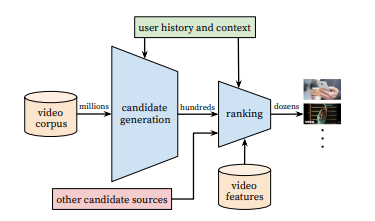 user history and context
millions
candidate
generation
hundreds
ranking
dozens
video
corpus
other candidate sources
video
features